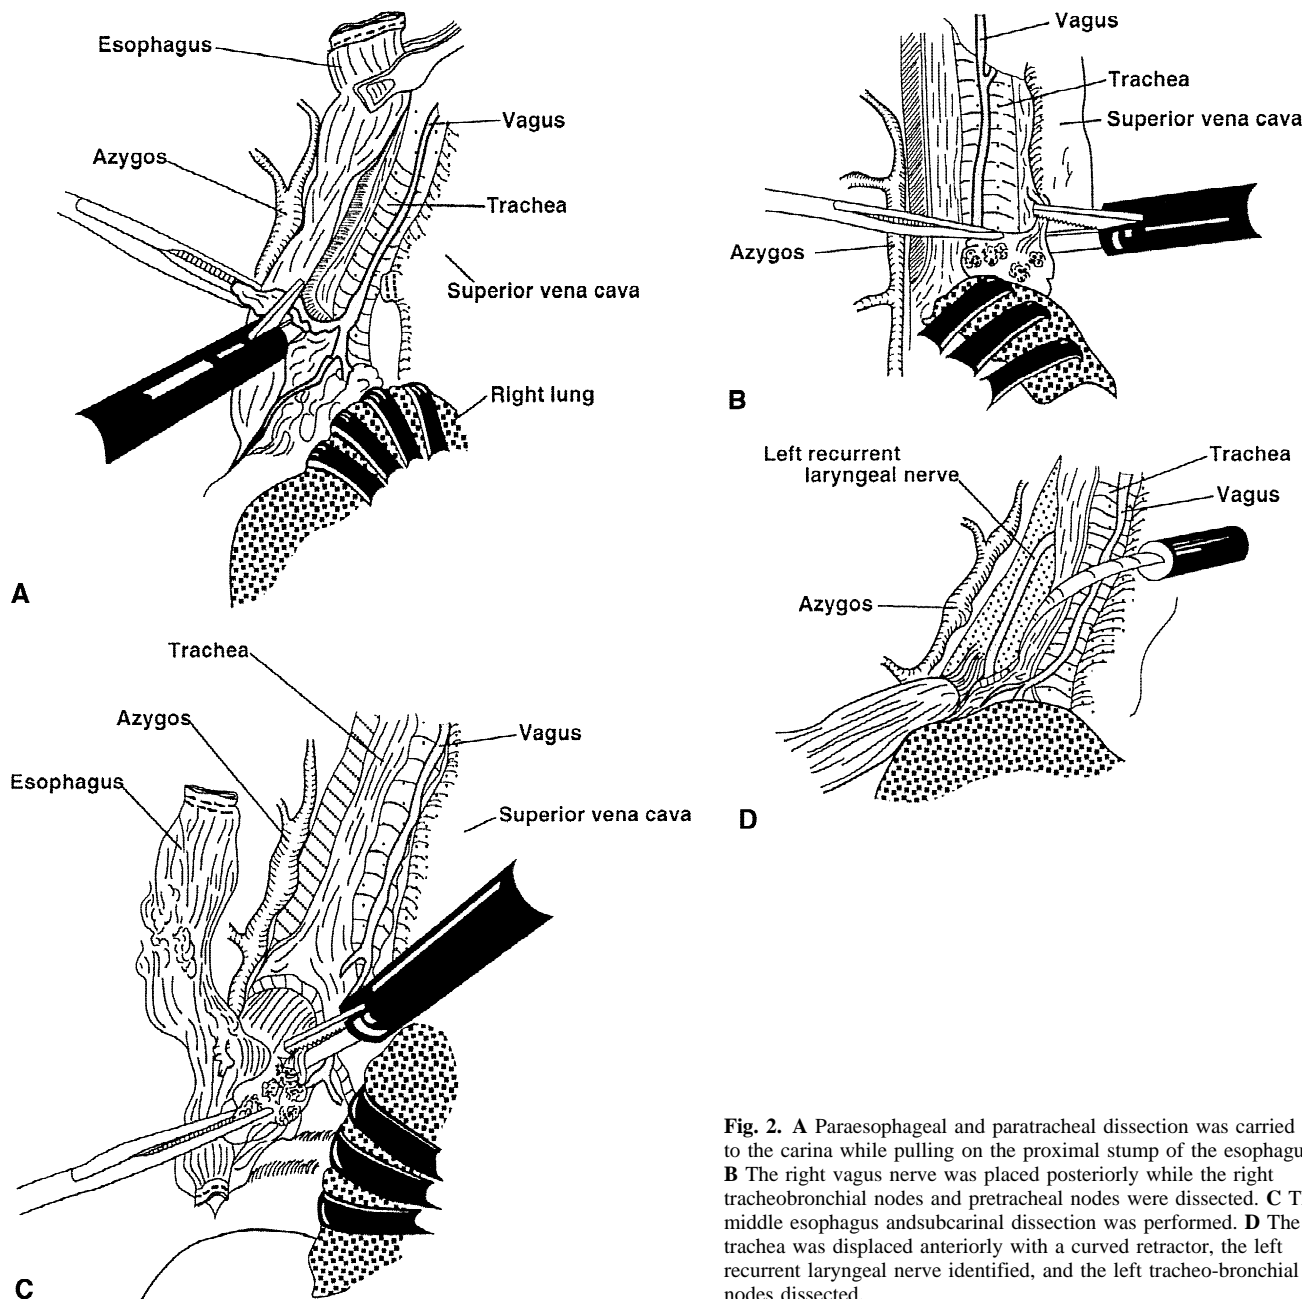 Esophagus
Vagus
Azygos
Trachea
Superior vena cava
Right lung
A
Vagus
Trachea
Superior vena cava
Azygos
B
Trachea
Azygos
Vagus
Esophagus
Superior vena cava
C
Left recurrent
laryngeal nerve
Trachea
Vagus
Azygos
D
Fig. 2. A Paraesophageal and paratracheal dissection was carried
to the carina while pulling on the proximal stump of the
B The right vagus nerve was placed posteriorly while the right
tracheobronchial nodes and pretracheal nodes were dissected. C
middle esophagus andsubcarinal dissection was performed. D The
trachea was displaced anteriorly with a curved retractor, the left
recurrent laryngeal nerve identified, and the left tracheo-bronchial
nodes dissected